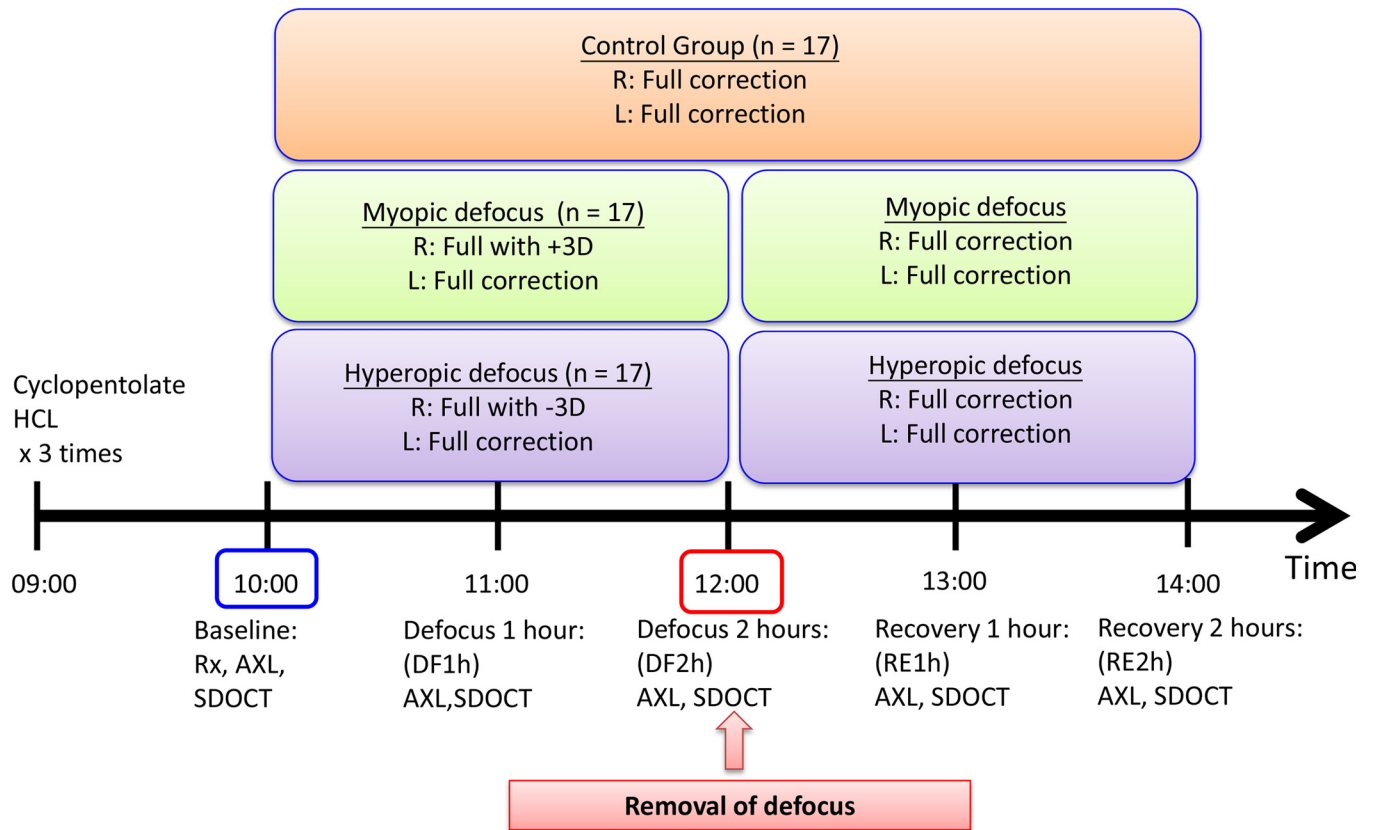 Control Group (n = 17)
R: Full correction
L: Full correction
Myopic defocus (n = 17)
R: Full with +3D
L: Full correction
Myopic defocus
R: Full correction
L: Full correction
Hyperopic defocus (n = 17)
R: Full with -3D
L: Full correction
Hyperopic defocus
R: Full correction
L: Full correction
Cyclopentolate
HCL
x 3 times
Time
09:00
10:00
11:00
12:00
13:00
14:00
Baseline:
Rx, AXL,
SDOCT
Defocus 1 hour:
(DF1h)
AXL,SDOCT
Defocus 2 hours:
(DF2h)
AXL, SDOCT
Recovery 1 hour:
(RE1h)
AXL, SDOCT
Recovery 2 hours:
(RE2h)
AXL, SDOCT
Removal of defocus